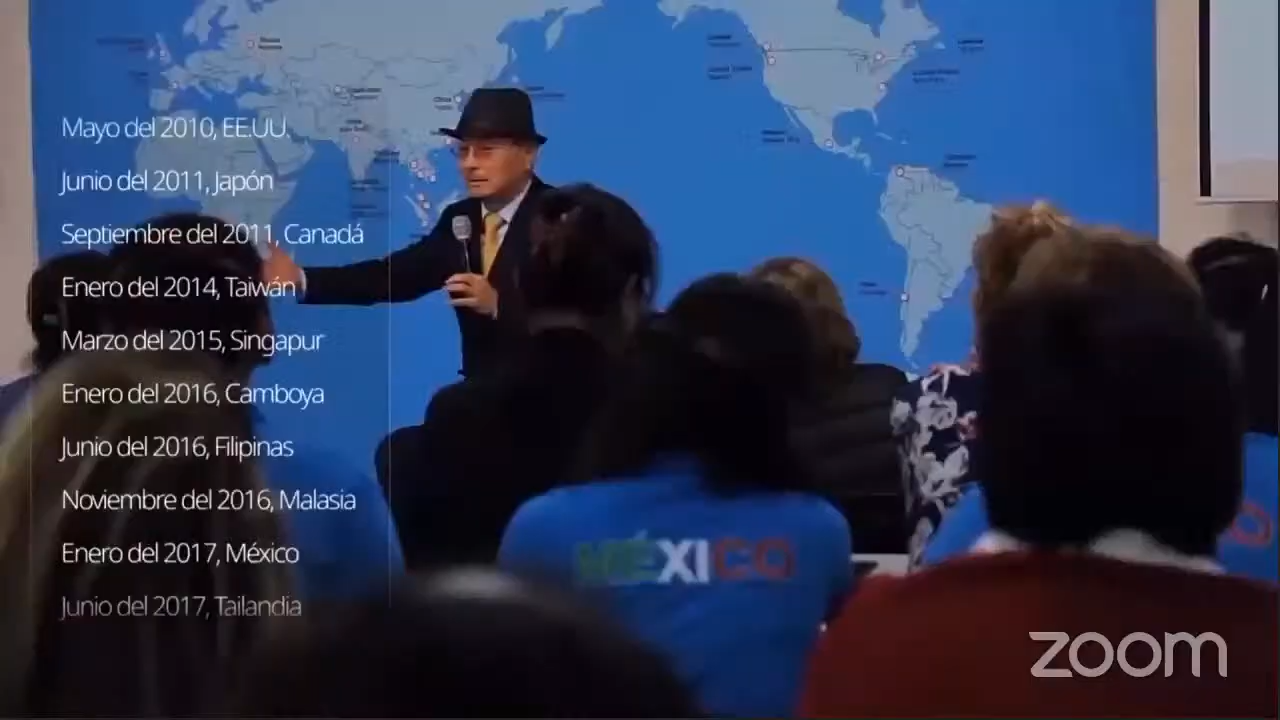 Mayo del 2010, EE.UU.
Junio del 2011, Japón
Septiembre del 2011, Canadá
Enero del 2014, Taiwán
Marzo del 2015, Singapur
Enero del 2016, Camboya
Junio del 2016, Filipinas
Noviembre del 2016, Malasia
Enero del 2017, México
Junio del 2017, Tailandia
MÉXICO
zoom